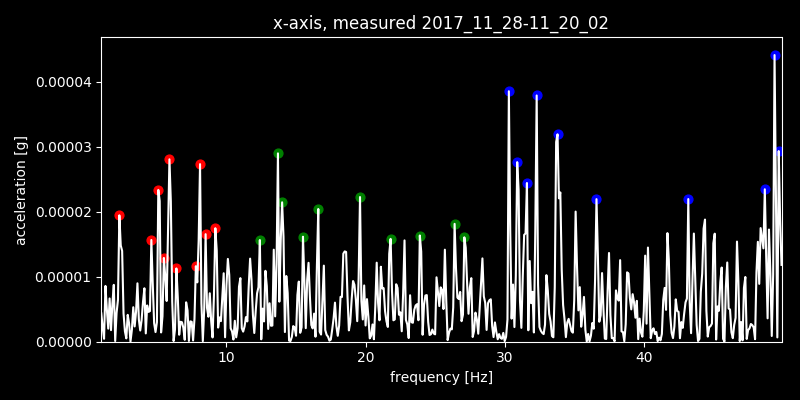 x-axis, measured 2017_11_28-11_20_02
0.00004
0.00003
0.00002
0.00001
0.00000
acceleration [g]
10 20 30 40
frequency [Hz]